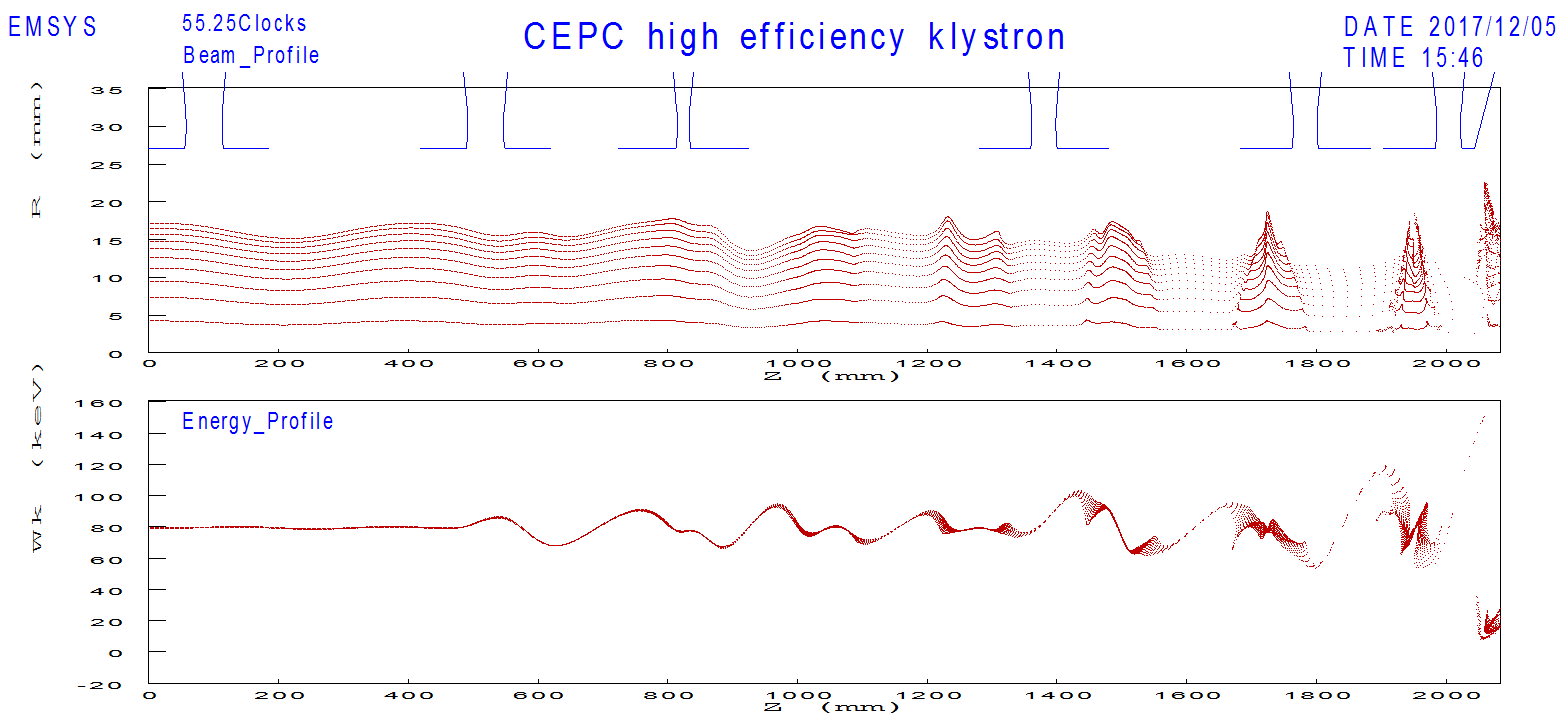 EMSYS
55.25Clocks
Beam_Profile
CEPC high efficiency klystron
DATE 2017/12/05
TIME 15:46
R (mm)
35
30
25
20
15
10
5
0
0 200 400 600 800 1000 1200 1400 1600 1800 2000
Z (mm)
Energy_Profile
Wk (keV)
160
140
120
100
80
60
40
20
0
-20
0 200 400 600 800 1000 1200 1400 1600 1800 2000
Z (mm)